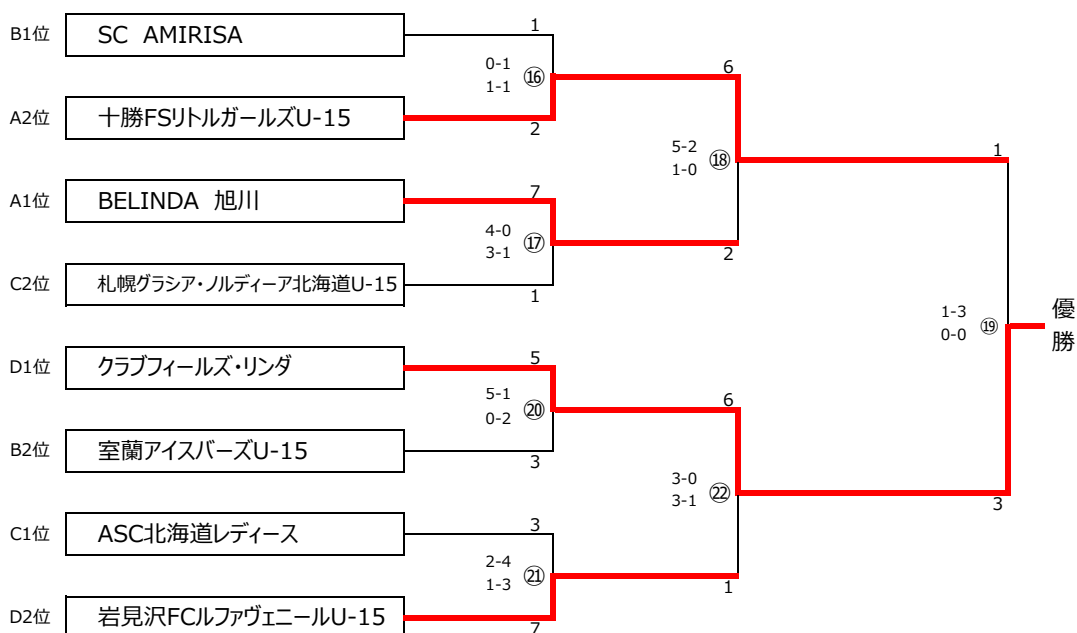 B1位 SC AMIRISA 1
0-1 ⑯ 6
1-1
A2位 十勝FSリトルガールズU-15 2
5-2 ⑱ 1
1-0
A1位 BELINDA 旭川 7
4-0 ⑰ 2
3-1
C2位 札幌グラシア・ノルディーア北海道U-15 1
1-3 ⑲ 優勝
0-0
D1位 クラブフィールズ・リンダ 5
5-1 ⑳ 6
0-2
B2位 室蘭アイスバーズU-15 3
3-0 ㉒ 3
3-1
C1位 ASC北海道レディース 3
2-4 ㉑ 1
1-3
D2位 岩見沢FCルファヴェニールU-15 7